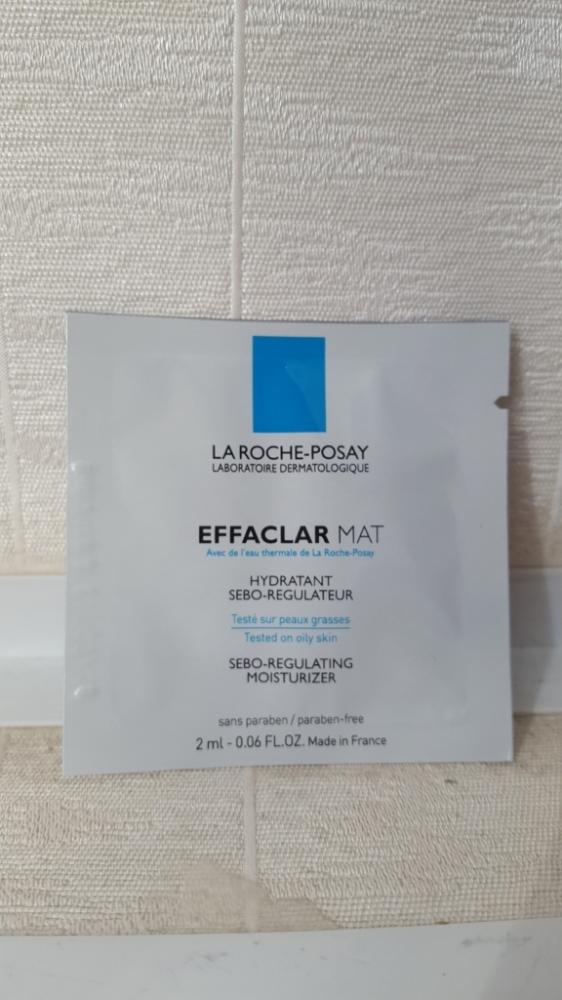 LA ROCHE-POSAY
LABORATOIRE DERMATOLOGIQUE
EFFACLAR MAT
Avec de l'eau thermale de La Roche-Posay
HYDRATANT
SEBO-REGULATEUR
Testé sur peaux grasses
Tested on oily skin
SEBO-REGULATING
MOISTURIZER
sans paraben / paraben-free
2 ml - 0.06 FL.OZ. Made in France